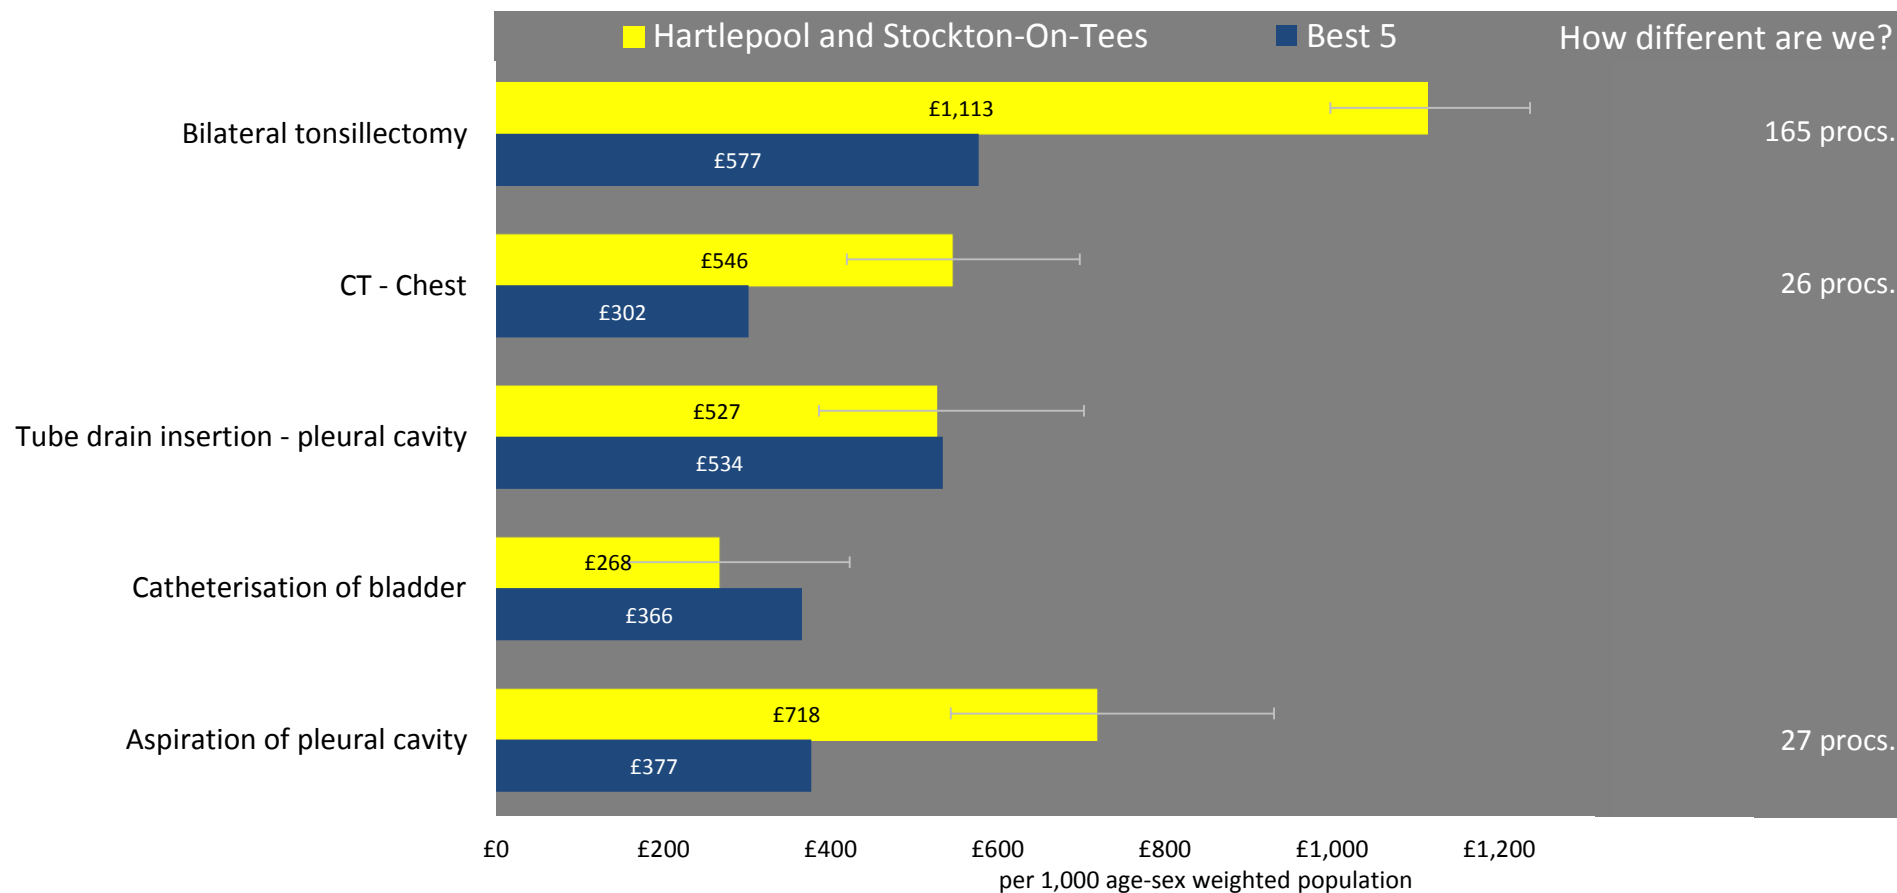 Hartlepool and Stockton-On-Tees Best 5 How different are we?
Bilateral tonsillectomy £1,113 165 procs.
£577
CT - Chest £546 26 procs.
£302
Tube drain insertion - pleural cavity £527
£534
Catheterisation of bladder £268
£366
Aspiration of pleural cavity £718 27 procs.
£377
£0 £200 £400 £600 £800 £1,000 £1,200
per 1,000 age-sex weighted population